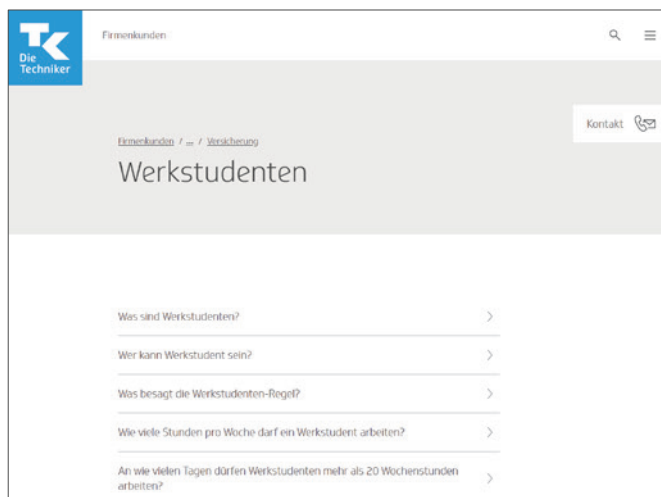 TK
Die
Techniker
Firmenkunden
Kontakt
Firmenkunden / ... / Versicherung
Werkstudenten
Was sind Werkstudenten?
Wer kann Werkstudent sein?
Was besagt die Werkstudenten-Regel?
Wie viele Stunden pro Woche darf ein Werkstudent arbeiten?
An wie vielen Tagen dürfen Werkstudenten mehr als 20 Wochenstunden
arbeiten?